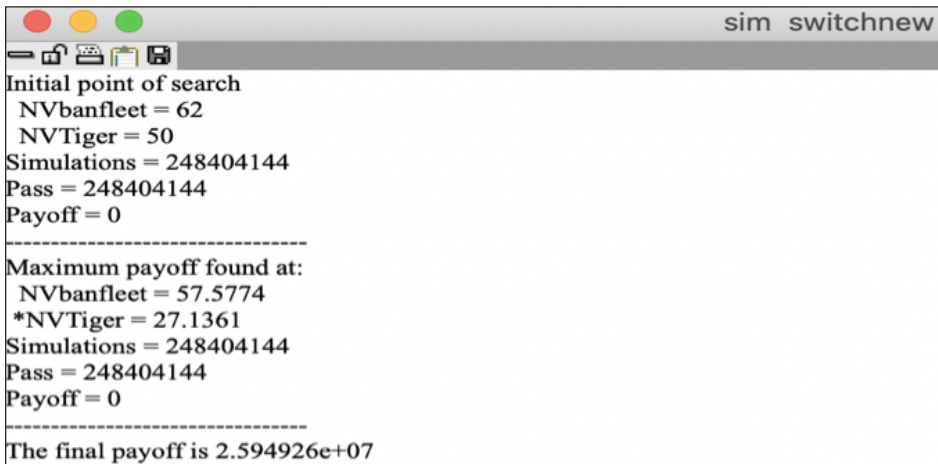 sim switchnew
Initial point of search
NVbanfleet = 62
NVTiger = 50
Simulations = 248404144
Pass = 248404144
Payoff = 0
---------------------------------
Maximum payoff found at:
NVbanfleet = 57.5774
*NVTiger = 27.1361
Simulations = 248404144
Pass = 248404144
Payoff = 0
---------------------------------
The final payoff is 2.594926e+07